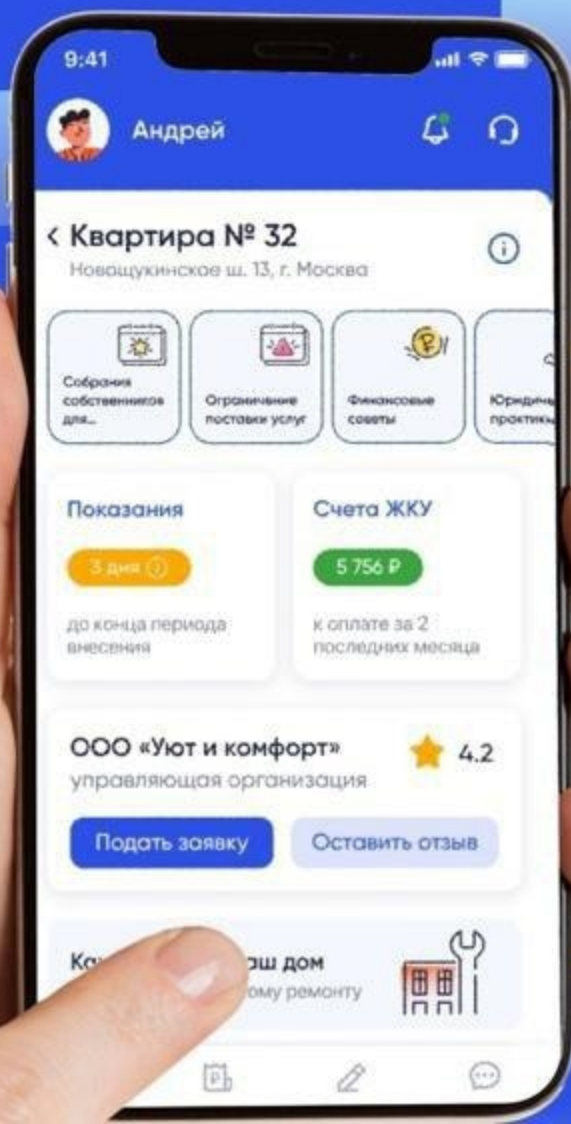 9:41
Андрей
< Квартира № 32
Новощукинское ш. 13, г. Москва
Собрания
собственников
для...
Ограничение
поставки услуг
Финансовые
советы
Показания
Счета ЖКУ
3 дня
5 756 ₽
до конца периода
внесения
к оплате за 2
последних месяца
ООО «Уют и комфорт»
4.2
управляющая организация
Подать заявку
Оставить отзыв
дом
ремонту